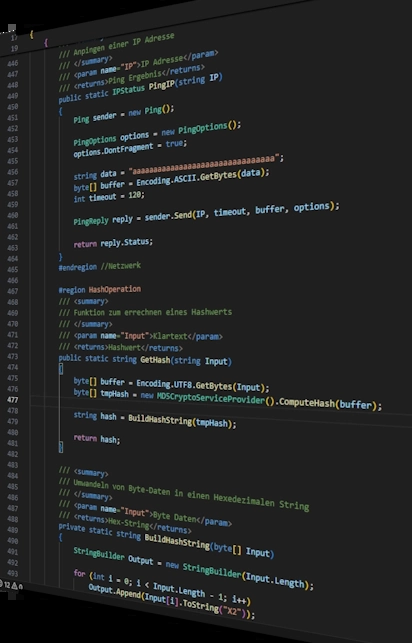 1
19
{
{
/// Anpingen einer IP Adresse
446 /// </summary>
447 /// <param name="IP">IP Adresse</param>
448 /// <returns>Ping Ergebnis</returns>
449 public static IPStatus PingIP(string IP)
450 {
451 Ping sender = new Ping();
452
453 PingOptions options = new PingOptions();
454 options.DontFragment = true;
455
456 string data = "aaaaaaaaaaaaaaaaaaaaaaaaaaaaaaaa";
457 byte[] buffer = Encoding.ASCII.GetBytes(data);
458 int timeout = 120;
459
460 PingReply reply = sender.Send(IP, timeout, buffer, options);
461
462
463 return reply.Status;
464 }
465 #endregion //Netzwerk
466
467 #region HashOperation
468 /// <summary>
469 /// Funktion zum errechnen eines Hashwerts
470 /// </summary>
471 /// <param name="Input">Klartext</param>
472 /// <returns>Hashwert</returns>
473 public static string GetHash(string Input)
474 {
475 byte[] buffer = Encoding.UTF8.GetBytes(Input);
476 byte[] tmpHash = new MD5CryptoServiceProvider().ComputeHash(buffer);
477
478 string hash = BuildHashString(tmpHash);
479
480 return hash;
481 }
482
483
484 /// <summary>
485 /// Umwandeln von Byte-Daten in einen Hexedezimalen String
486 /// </summary>
487 /// <param name="Input">Byte Daten</param>
488 /// <returns>Hex-String</returns>
489 private static string BuildHashString(byte[] Input)
490 {
491 StringBuilder Output = new StringBuilder(Input.Length);
492
493 for (int i = 0; i < Input.Length - 1; i++)
Output.Append(Input[i].ToString("X2"));
12 0